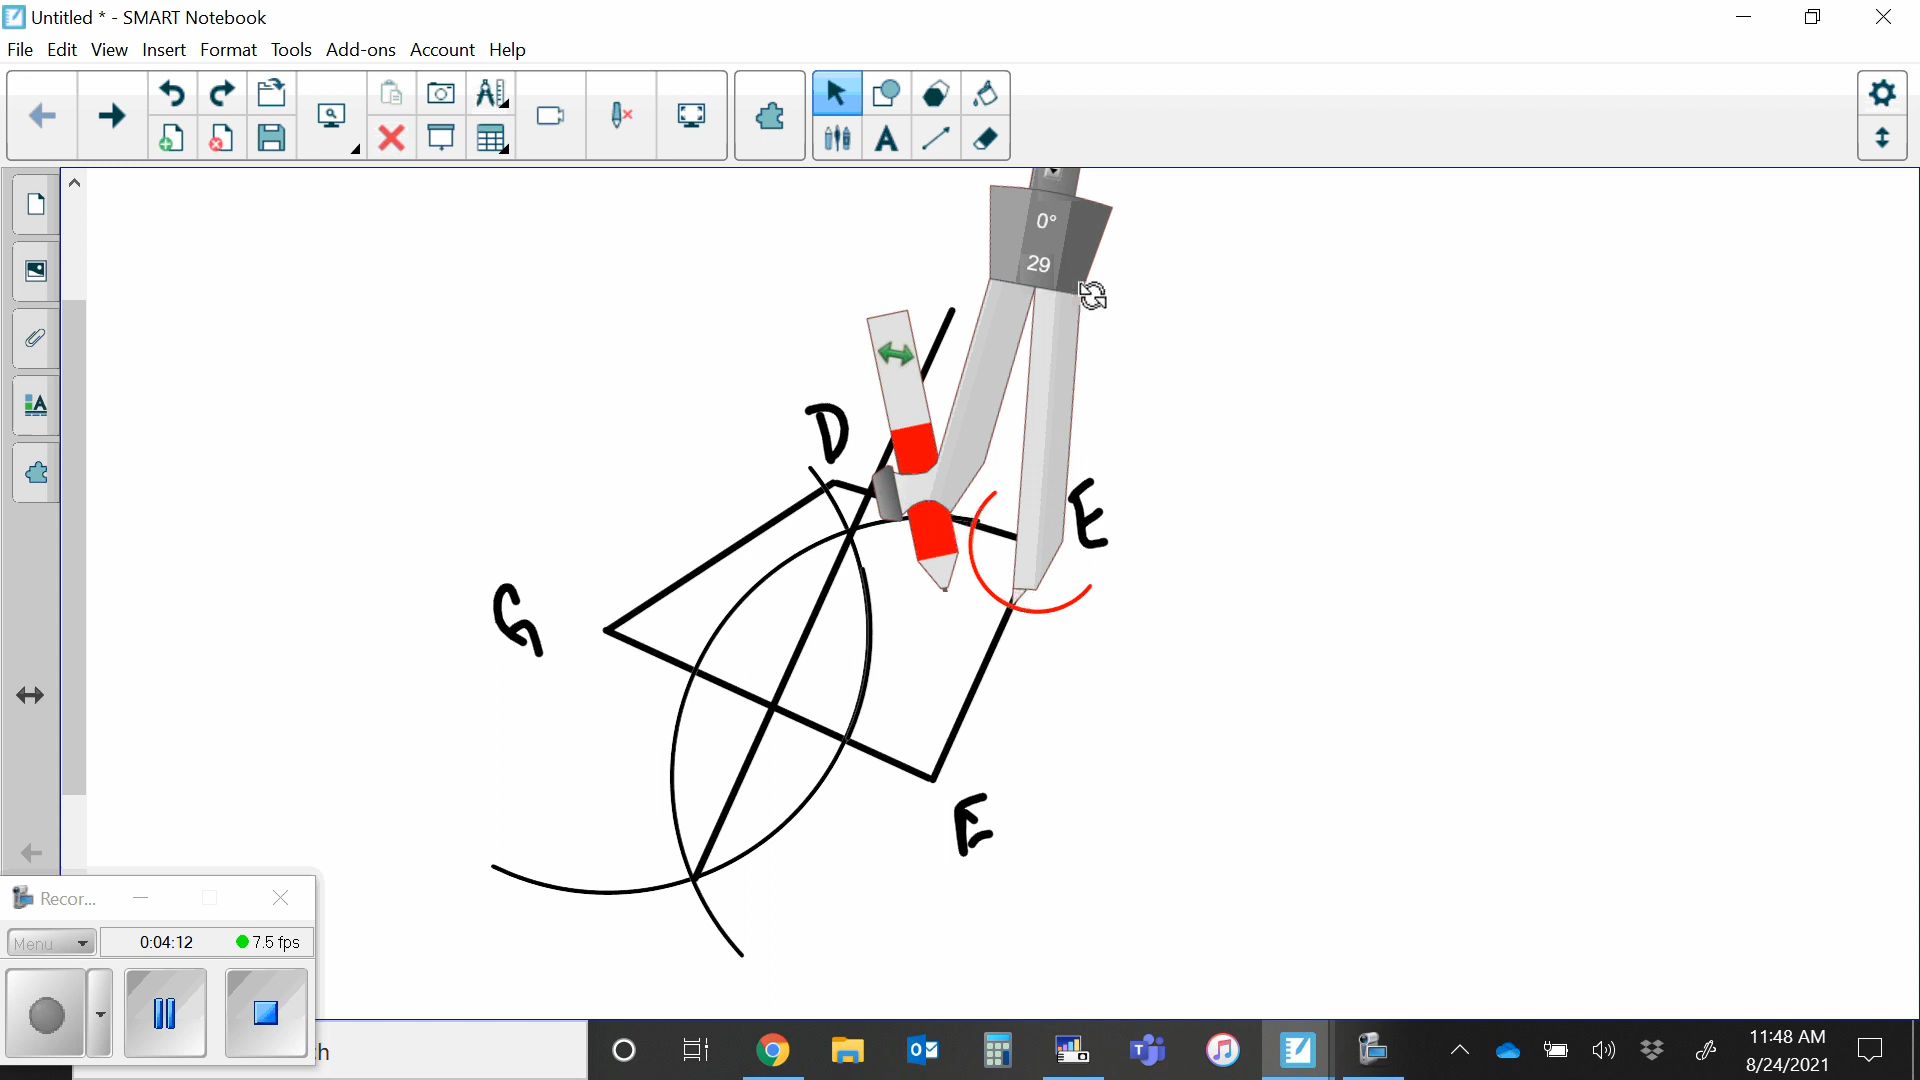 Untitled * - SMART Notebook
File Edit View Insert Format Tools Add-ons Account Help
0°
29
D
E
G
E
Recor...
Menu
0:04:12
7.5 fps
h
11:48 AM
8/24/2021